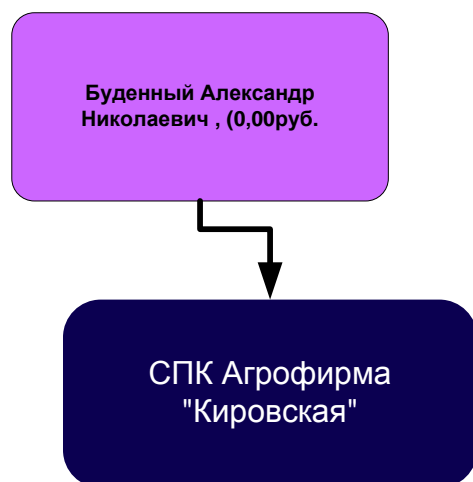 Буденный Александр
Николаевич , (0,00руб.
СПК Агрофирма
"Кировская"